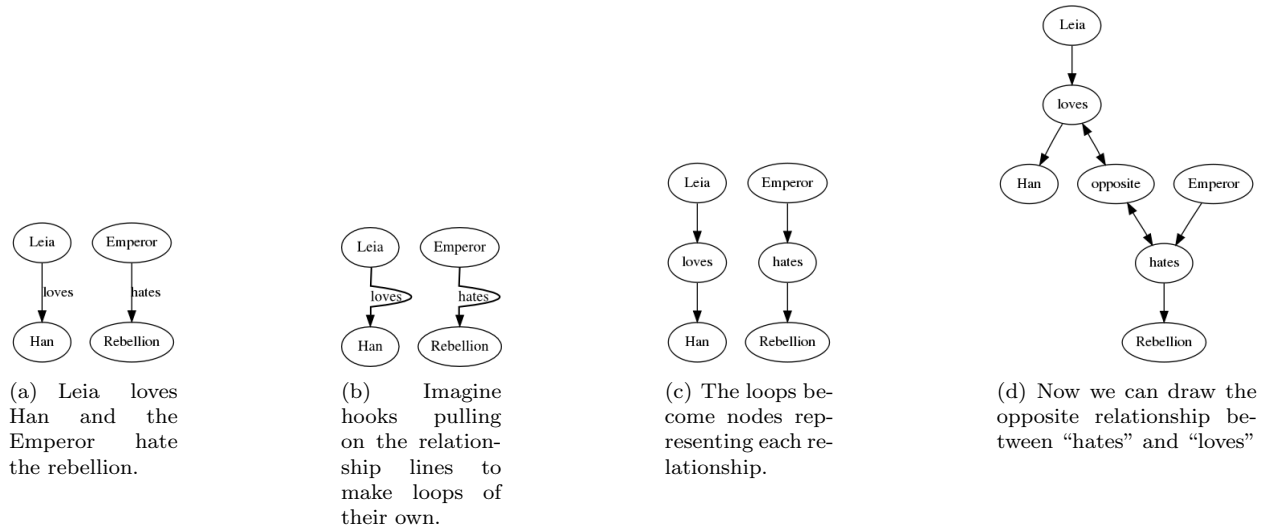 Leia
loves
Han
Emperor
hates
Rebellion
(a) Leia loves
Han and the
Emperor hate
the rebellion.
Leia
loves
Han
Emperor
hates
Rebellion
(b) Imagine
hooks pulling
on the relation-
ship lines to
make loops of
their own.
Leia
loves
Han
Emperor
hates
Rebellion
(c) The loops be-
come nodes rep-
resenting each re-
lationship.
Leia
loves
Han
opposite
Emperor
hates
Rebellion
(d) Now we can draw the
opposite relationship be-
tween “hates” and “loves”